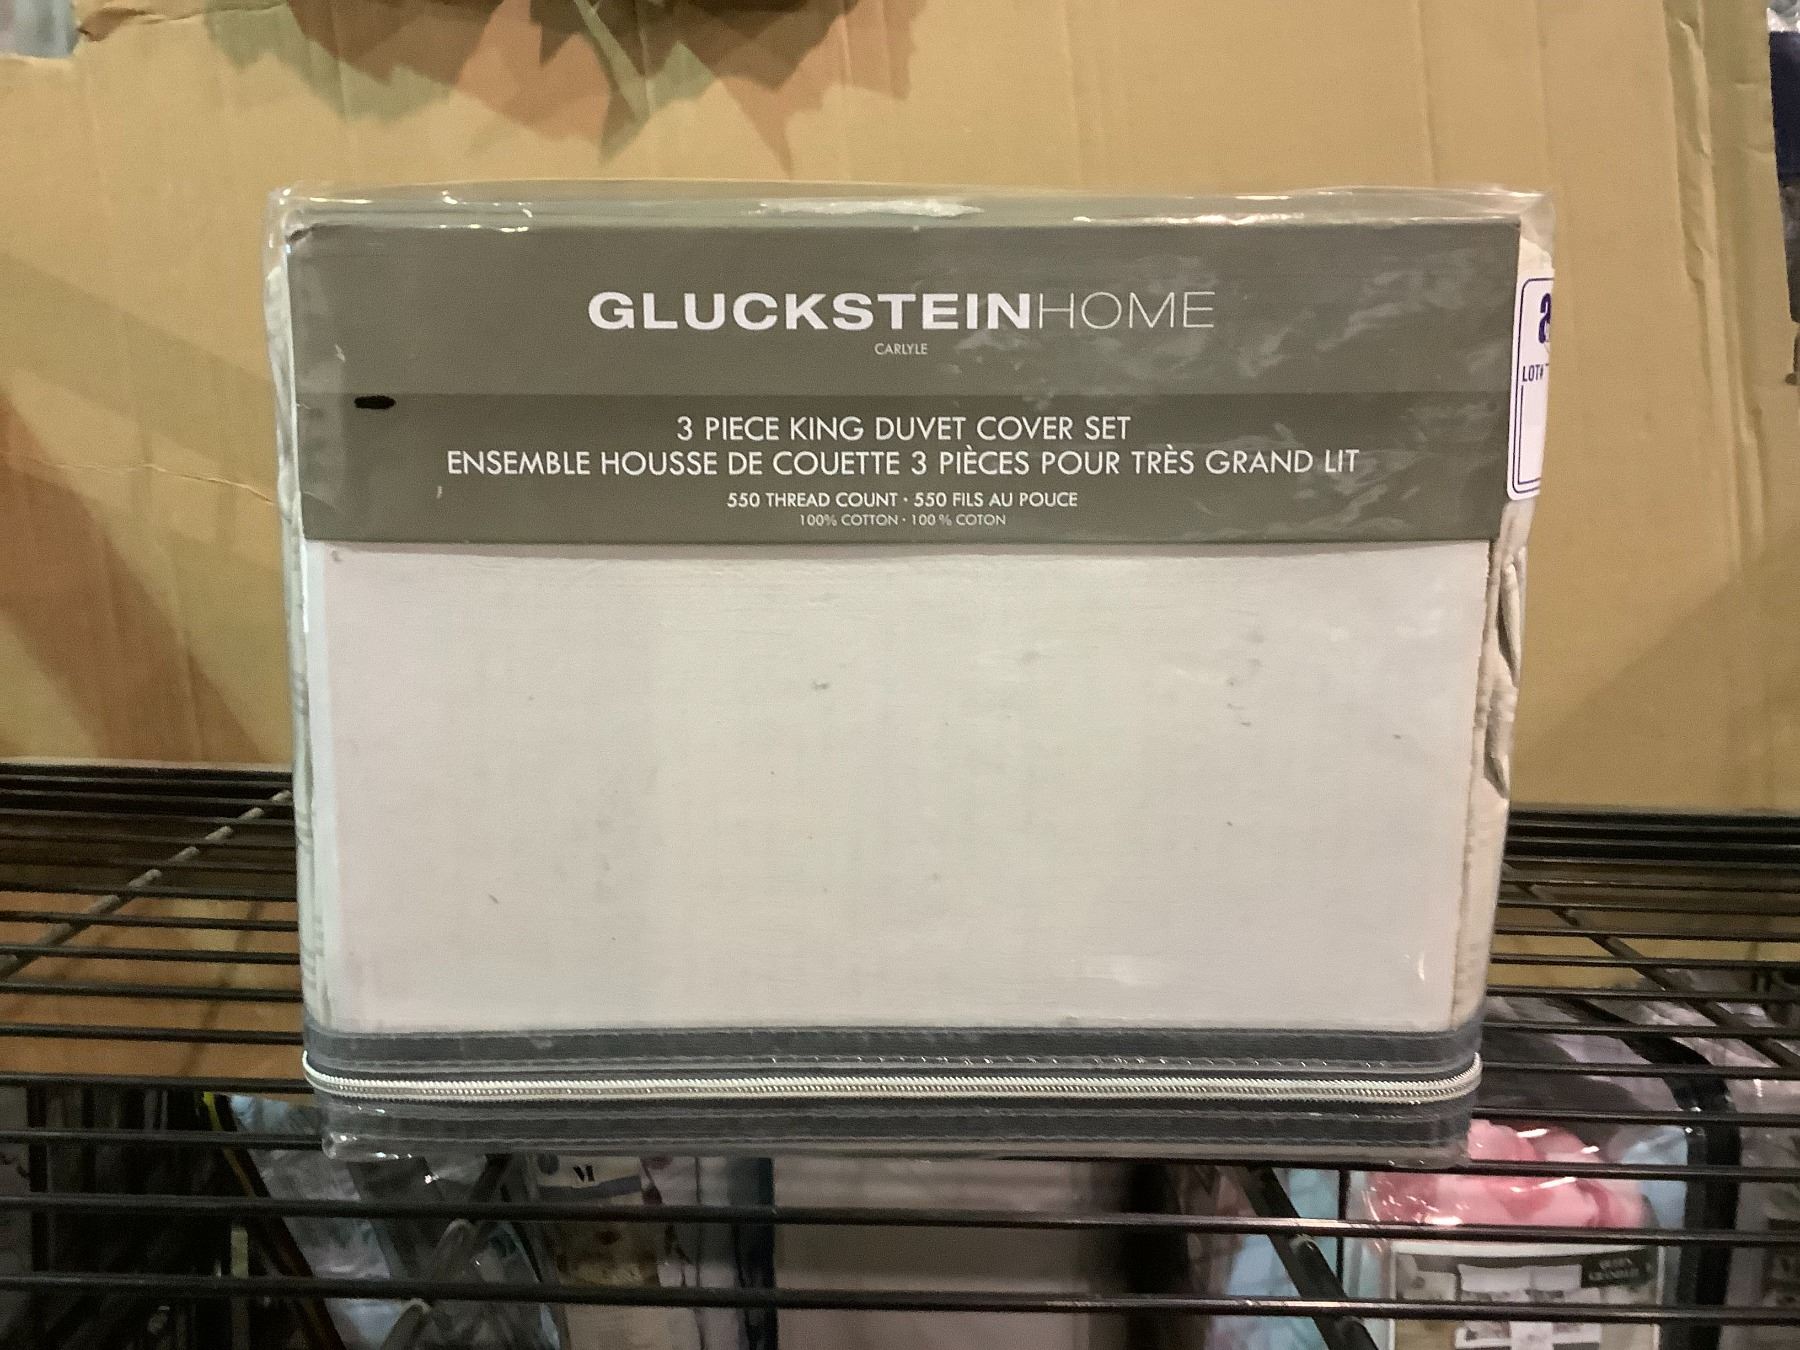 GLUCKSTEINHOME
CARLYLE
3 PIECE KING DUVET COVER SET
ENSEMBLE HOUSSE DE COUETTE 3 PIÈCES POUR TRÈS GRAND LIT
550 THREAD COUNT • 550 FILS AU POUCE
100% COTTON • 100 % COTON
LOT#